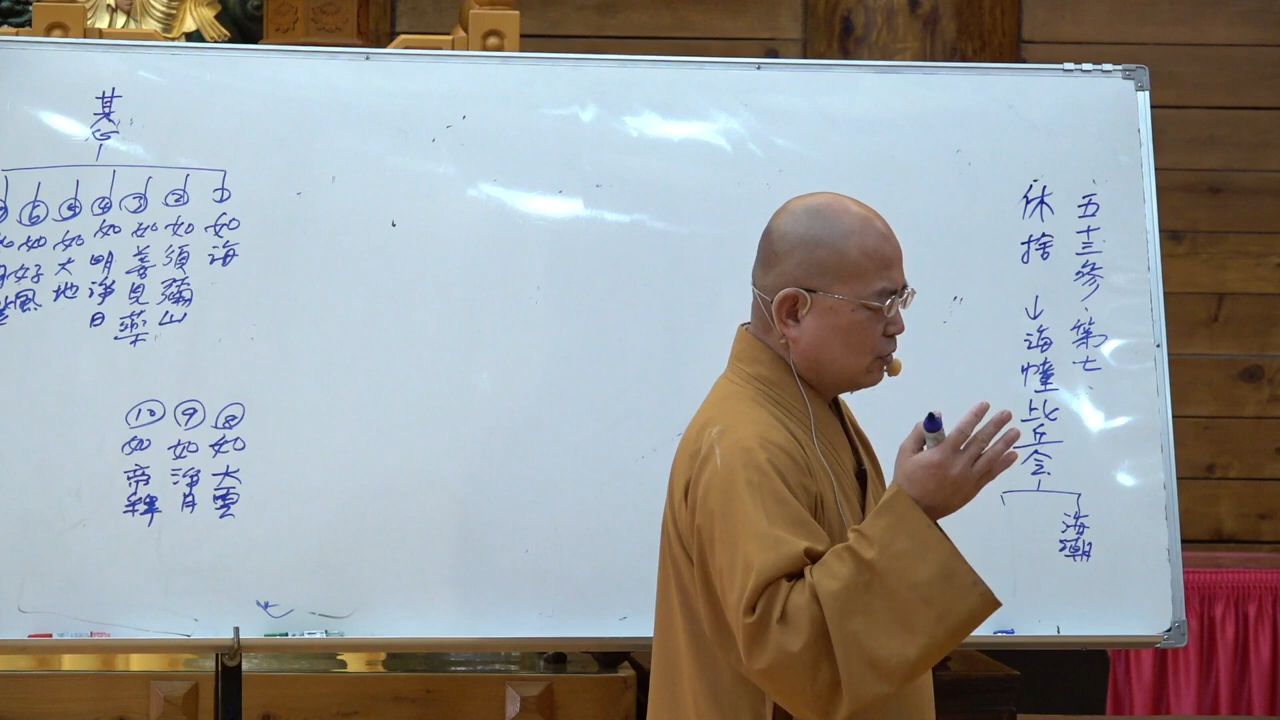 五十三參、第七、
休捨 ↓海幢比丘會
海潮
其心
① 如海
② 如須彌山
③ 如善見藥
④ 如明淨日
⑤ 如大地
⑥ 如好風
⑧ 如大雲
⑨ 如淨月
⑩ 如帝釋